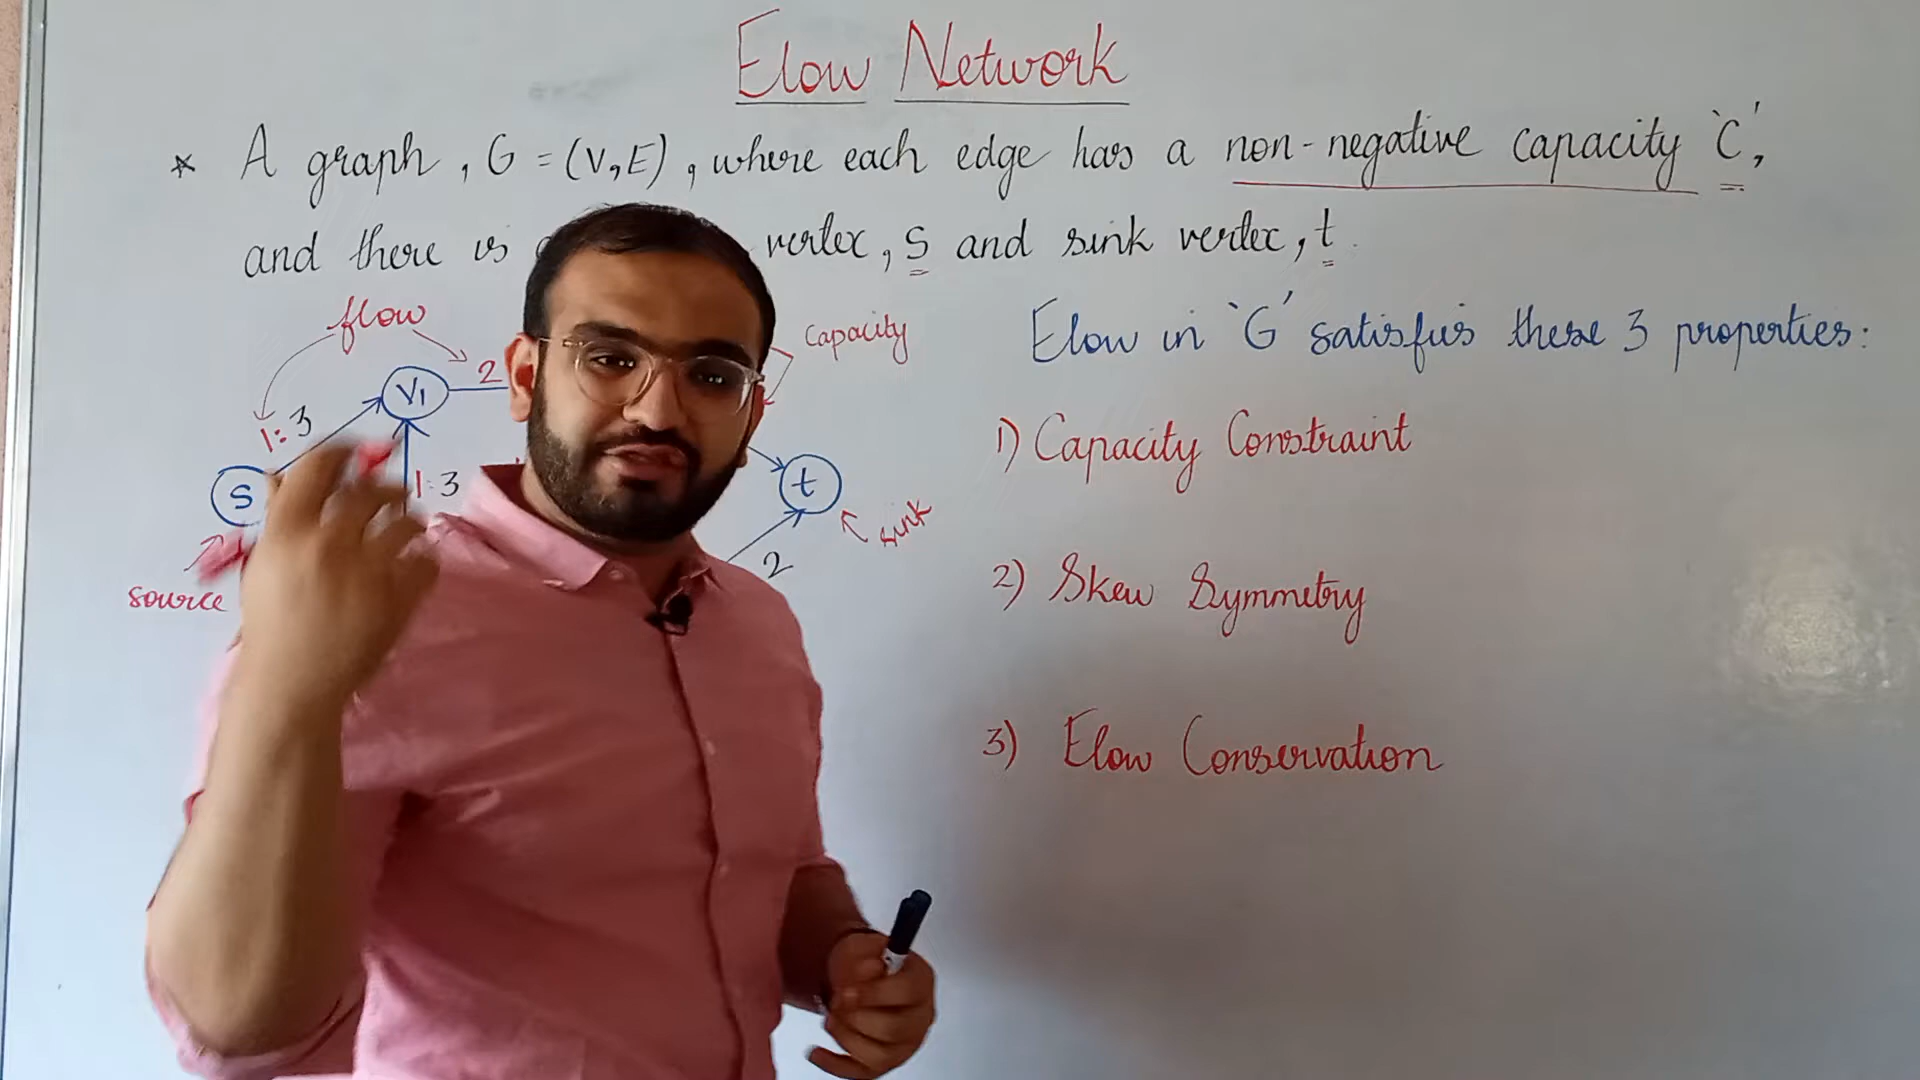 Flow Network
* A graph, G = (V, E), where each edge has a non-negative capacity 'C',
and there is vertex, s and sink vertex, t.
flow
Capacity
Flow in 'G' satisfies these 3 properties:
V1
2
1: 3
1) Capacity Constraint
S
1:3
t
sink
source
2
2) Skew Symmetry
3) Flow Conservation